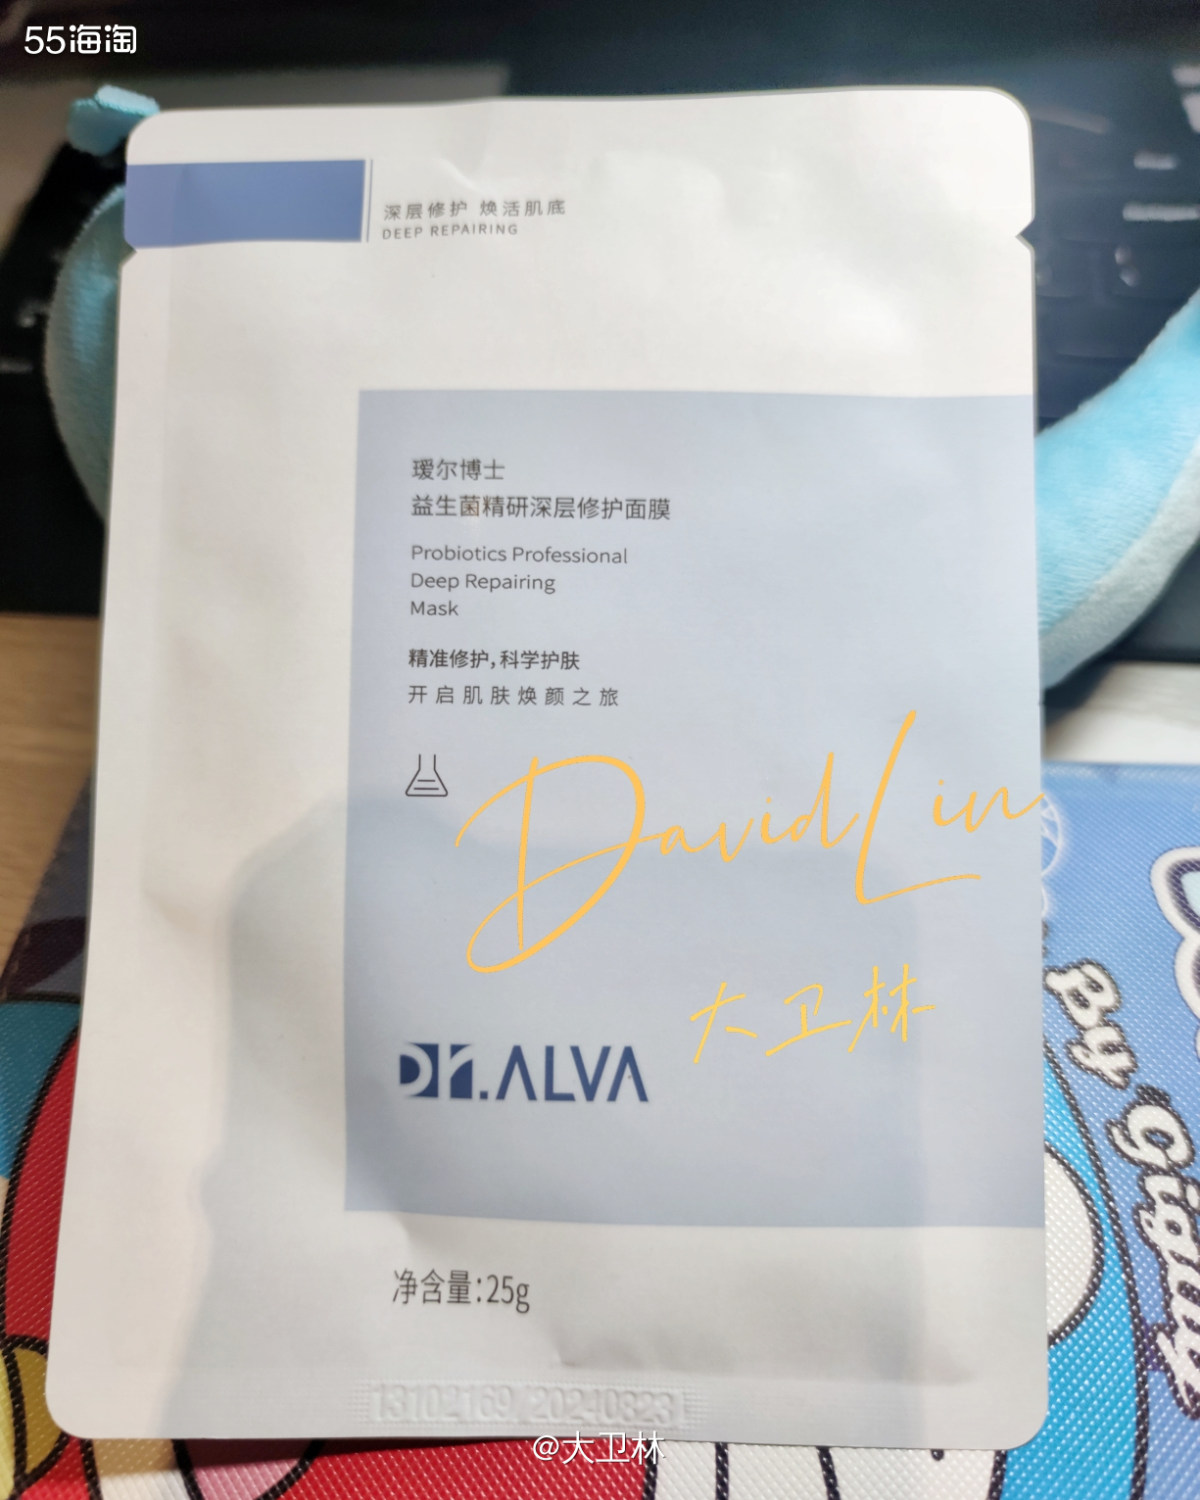 55海淘
深层修护 焕活肌底
DEEP REPAIRING
瑷尔博士
益生菌精研深层修护面膜
Probiotics Professional
Deep Repairing
Mask
精准修护,科学护肤
开启肌肤焕颜之旅
David Lin
大卫林
Dr.ALVA
By Gigug
净含量:25g
13102169 20240323
@大卫林